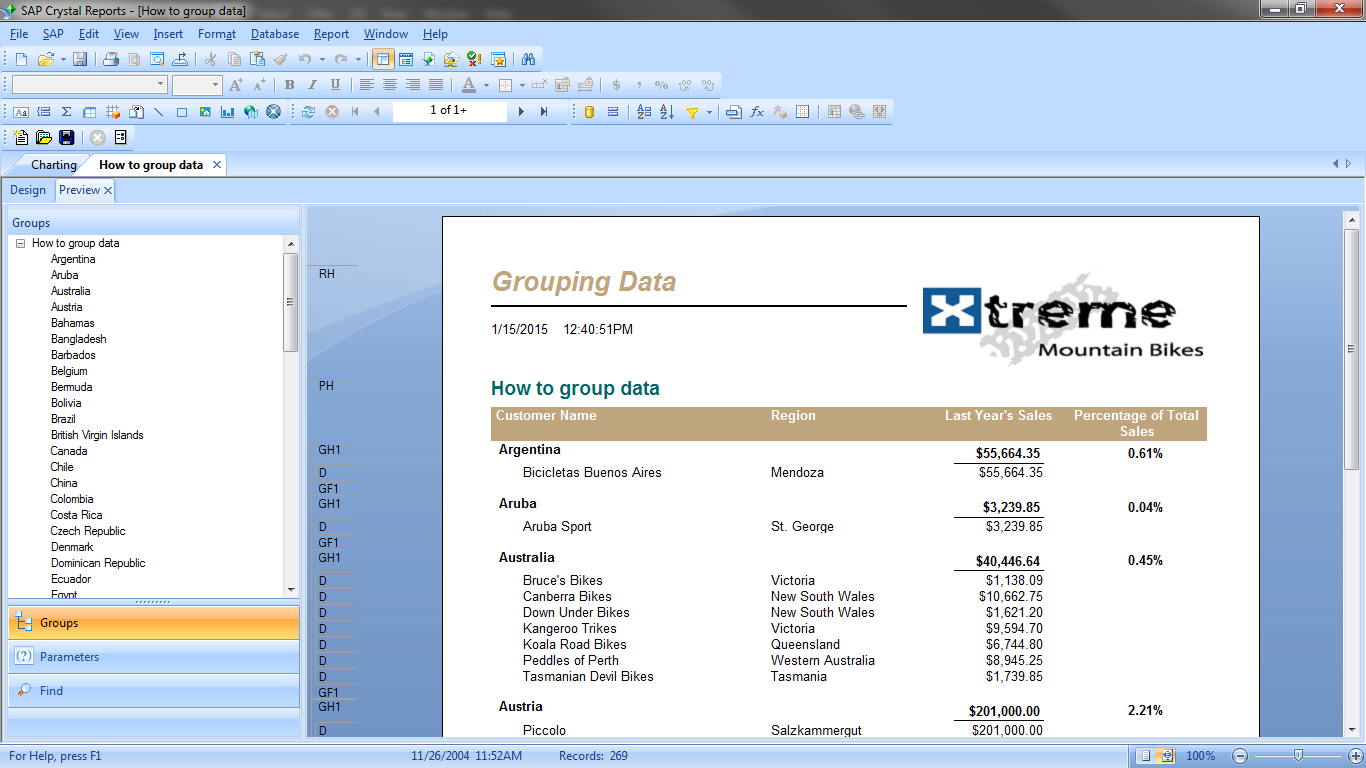 SAP Crystal Reports - [How to group data]
File SAP Edit View Insert Format Database Report Window Help
B I U A $ , %
Aa Σ 1 of 1+ fx
Charting How to group data
Design Preview
Groups
How to group data
Argentina
Aruba
Australia
Austria
Bahamas
Bangladesh
Barbados
Belgium
Bermuda
Bolivia
Brazil
British Virgin Islands
Canada
Chile
China
Colombia
Costa Rica
Czech Republic
Denmark
Dominican Republic
Ecuador
Egypt
Groups
Parameters
Find
RH
Grouping Data
Xtreme
Mountain Bikes
1/15/2015 12:40:51PM
PH
How to group data
Customer Name Region Last Year's Sales Percentage of Total
Sales
GH1 Argentina $55,664.35 0.61%
D Bicicletas Buenos Aires Mendoza $55,664.35
GF1
GH1 Aruba $3,239.85 0.04%
D Aruba Sport St. George $3,239.85
GF1
GH1 Australia $40,446.64 0.45%
D Bruce's Bikes Victoria $1,138.09
D Canberra Bikes New South Wales $10,662.75
D Down Under Bikes New South Wales $1,621.20
D Kangeroo Trikes Victoria $9,594.70
D Koala Road Bikes Queensland $6,744.80
D Peddles of Perth Western Australia $8,945.25
D Tasmanian Devil Bikes Tasmania $1,739.85
GF1
GH1 Austria $201,000.00 2.21%
D Piccolo Salzkammergut $201,000.00
For Help, press F1 11/26/2004 11:52AM Records: 269 100%